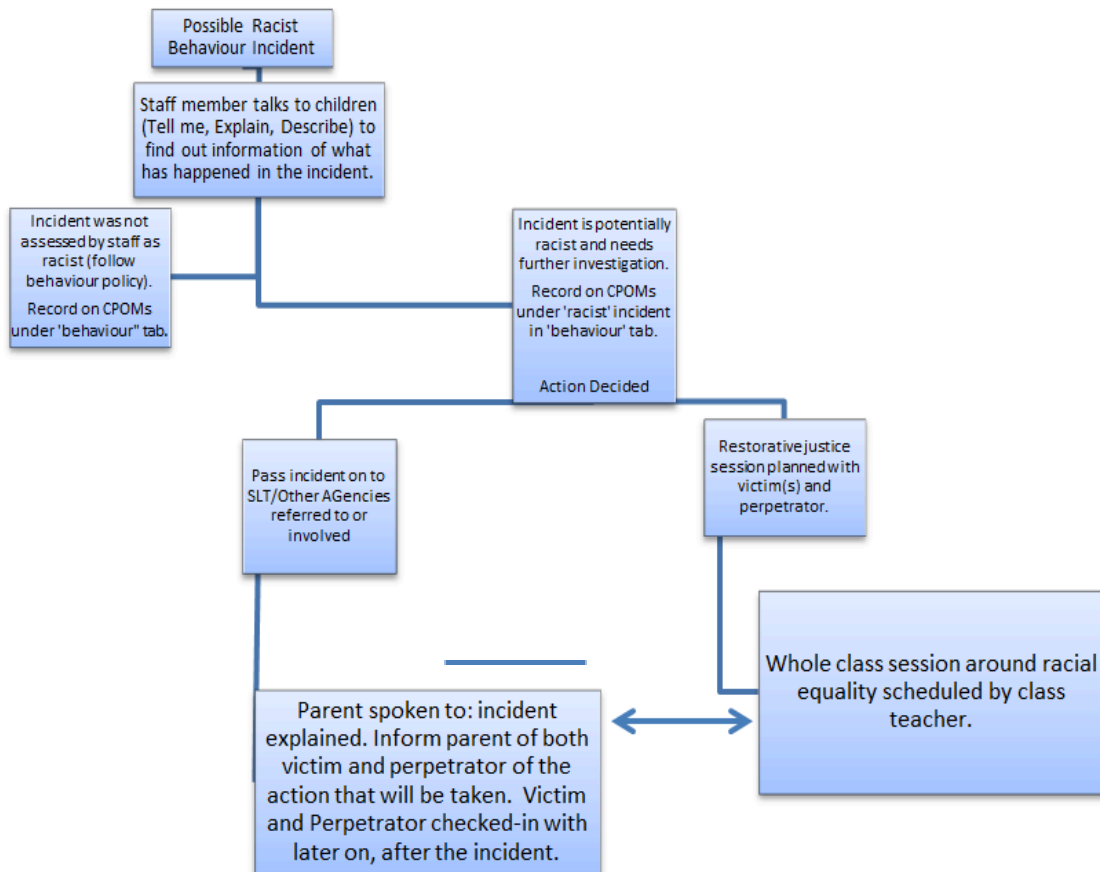 Possible Racist
Behaviour Incident
Staff member talks to children
(Tell me, Explain, Describe) to
find out information of what
has happened in the incident.
Incident was not
assessed by staff as
racist (follow
behaviour policy).
Record on CPOMs
under 'behaviour" tab.
Incident is potentially
racist and needs
further investigation.
Record on CPOMs
under 'racist' incident
in 'behaviour' tab.
Action Decided
Pass incident on to
SLT/Other AGencies
referred to or
involved
Restorative justice
session planned with
victim(s) and
perpetrator.
Whole class session around racial
equality scheduled by class
teacher.
Parent spoken to: incident
explained. Inform parent of both
victim and perpetrator of the
action that will be taken.  Victim
and Perpetrator checked-in with
later on, after the incident.